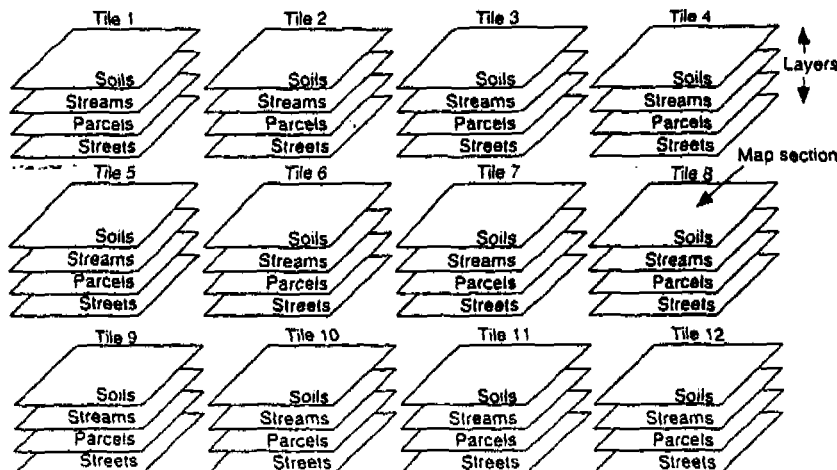 Tile 1 Tile 2 Tile 3 Tile 4
Soils Soils Soils Soils Layers
Streams Streams Streams Streams
Parcels Parcels Parcels Parcels
Streets Streets Streets Streets
Map section
Tile 5 Tile 6 Tile 7 Tile 8
Soils Soils Soils Soils
Streams Streams Streams Streams
Parcels Parcels Parcels Parcels
Streets Streets Streets Streets
Tile 9 Tile 10 Tile 11 Tile 12
Soils Soils Soils Soils
Streams Streams Streams Streams
Parcels Parcels Parcels Parcels
Streets Streets Streets Streets